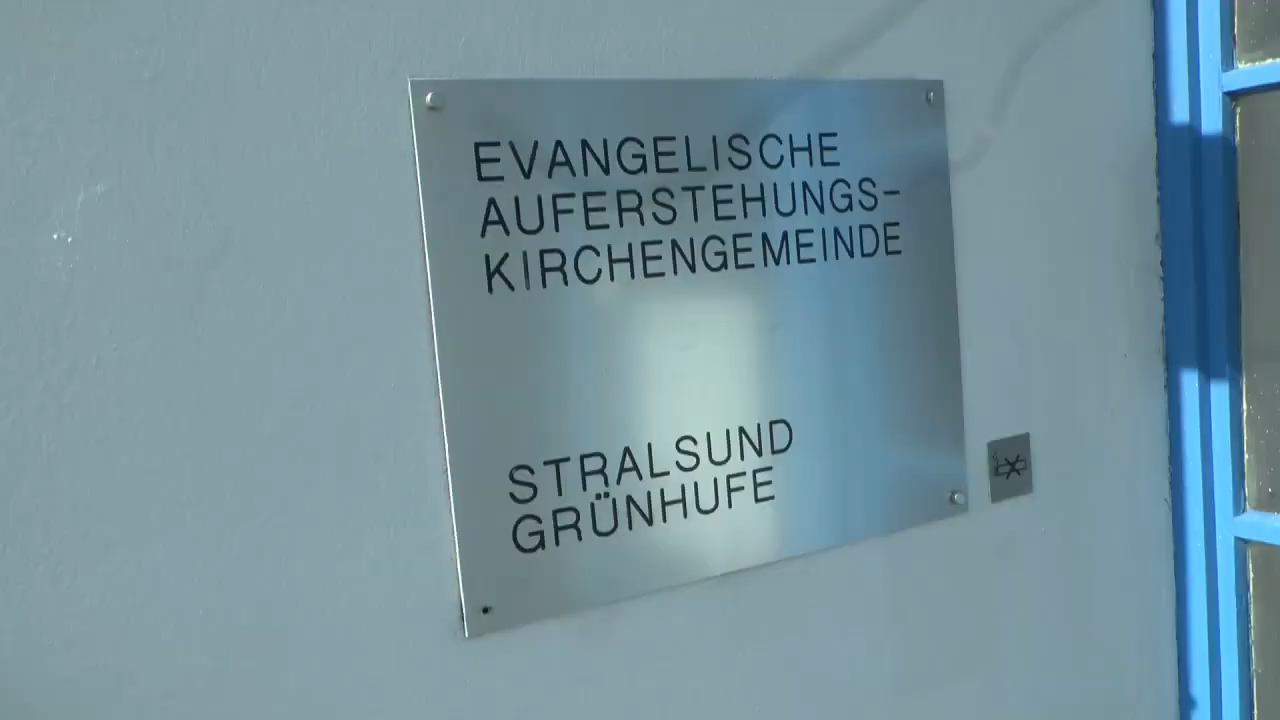 EVANGELISCHE
AUFERSTEHUNGS-
KIRCHENGEMEINDE
STRALSUND
GRÜNHUFE